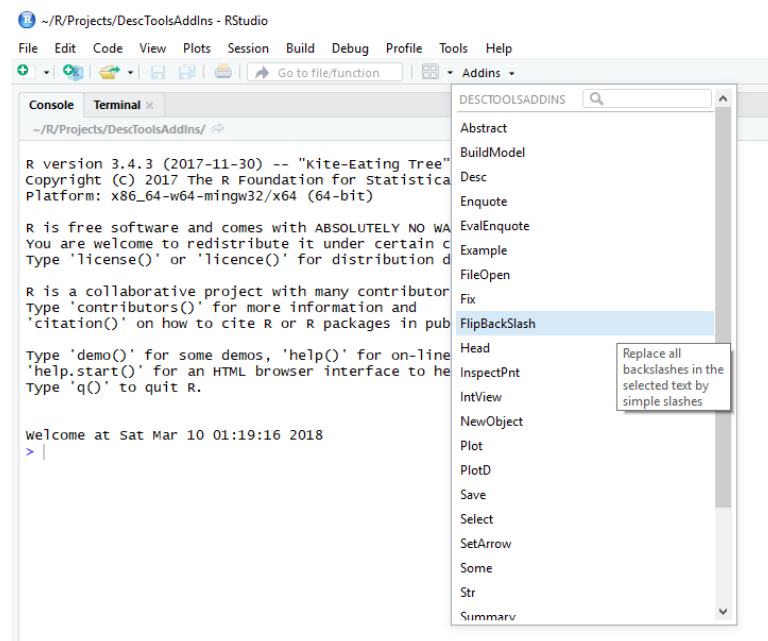 ~/R/Projects/DescToolsAddIns - RStudio
File Edit Code View Plots Session Build Debug Profile Tools Help
Go to file/function Addins
Console Terminal
~/R/Projects/DescToolsAddIns/
R version 3.4.3 (2017-11-30) -- "Kite-Eating Tree"
Copyright (C) 2017 The R Foundation for Statistica
Platform: x86_64-w64-mingw32/x64 (64-bit)
R is free software and comes with ABSOLUTELY NO WA
You are welcome to redistribute it under certain c
Type 'license()' or 'licence()' for distribution d
R is a collaborative project with many contributor
Type 'contributors()' for more information and
'citation()' on how to cite R or R packages in pub
Type 'demo()' for some demos, 'help()' for on-line
'help.start()' for an HTML browser interface to he
Type 'q()' to quit R.
Welcome at Sat Mar 10 01:19:16 2018
>
DESCTOOLSADDINS
Abstract
BuildModel
Desc
Enquote
EvalEnquote
Example
FileOpen
Fix
FlipBackSlash
Head
InspectPnt
IntView
NewObject
Plot
PlotD
Save
Select
SetArrow
Some
Str
Summary
Replace all
backslashes in the
selected text by
simple slashes